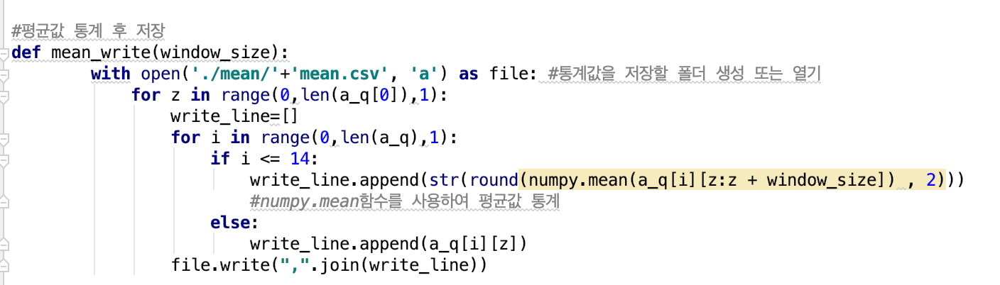 #평균값 통계 후 저장
def mean_write(window_size):
with open('./mean/'+'mean.csv', 'a') as file: #통계값을 저장할 폴더 생성 또는 열기
for z in range(0,len(a_q[0]),1):
write_line=[]
for i in range(0,len(a_q),1):
if i <= 14:
write_line.append(str(round(numpy.mean(a_q[i][z:z + window_size]) , 2)))
#numpy.mean함수를 사용하여 평균값 통계
else:
write_line.append(a_q[i][z])
file.write(",".join(write_line))